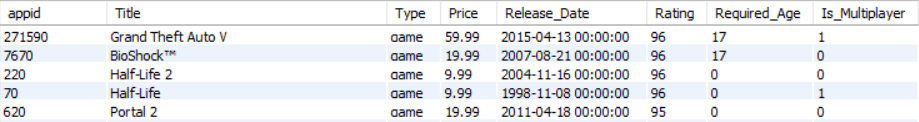 appid Title Type Price Release_Date Rating Required_Age Is_Multiplayer
271590 Grand Theft Auto V game 59.99 2015-04-13 00:00:00 96 17 1
7670 BioShock™ game 19.99 2007-08-21 00:00:00 96 17 0
220 Half-Life 2 game 9.99 2004-11-16 00:00:00 96 0 0
70 Half-Life game 9.99 1998-11-08 00:00:00 96 0 1
620 Portal 2 game 19.99 2011-04-18 00:00:00 95 0 0